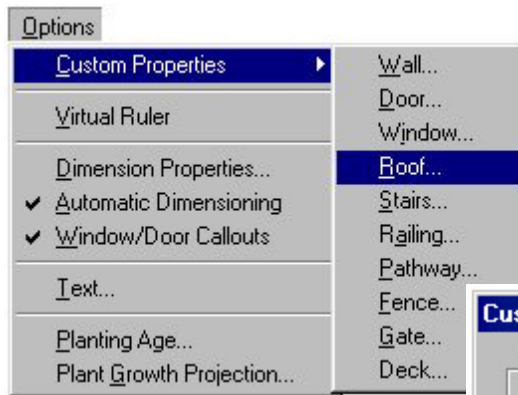 Options
Custom Properties
Virtual Ruler
Dimension Properties...
Automatic Dimensioning
Window/Door Callouts
Text...
Planting Age...
Plant Growth Projection...
Wall...
Door...
Window...
Roof...
Stairs...
Railing...
Pathway...
Fence...
Gate...
Deck...
Cus